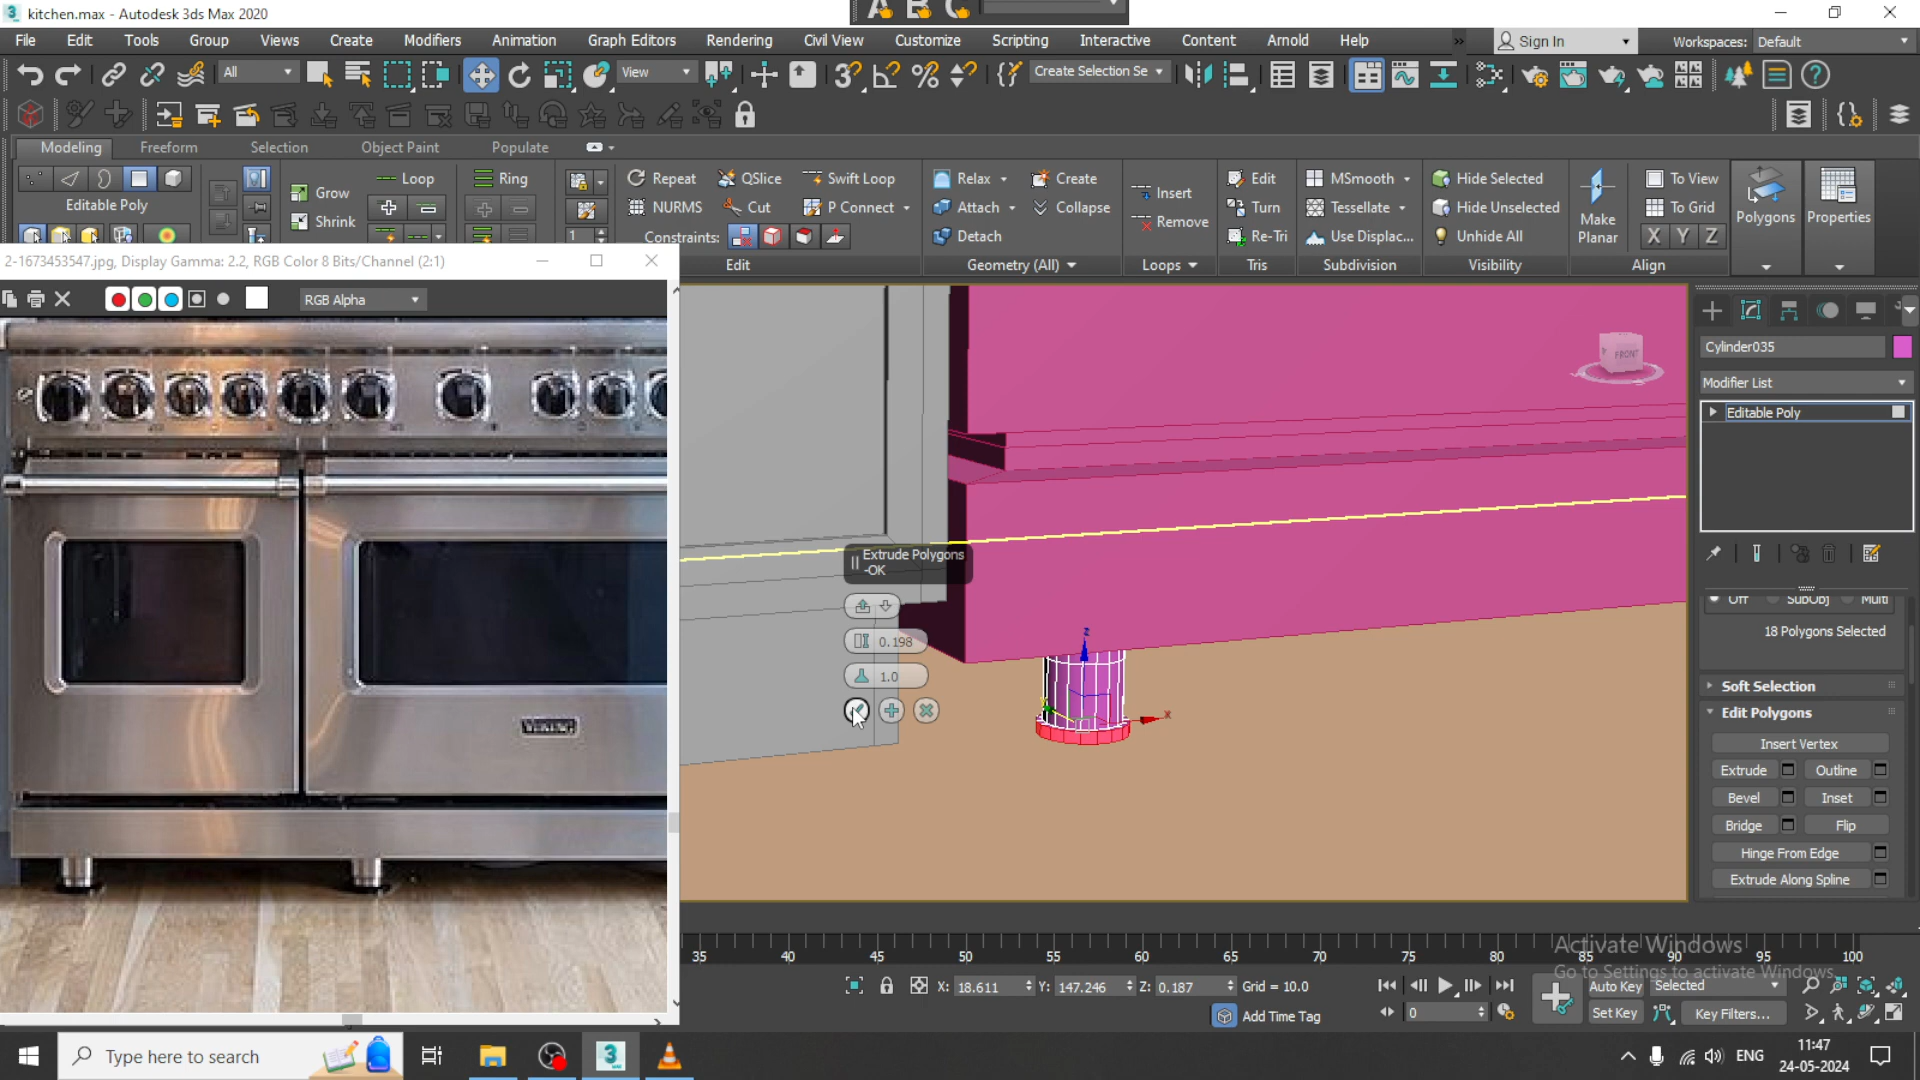 kitchen.max - Autodesk 3ds Max 2020
File Edit Tools Group Views Create Modifiers Animation Graph Editors Rendering Civil View Customize Scripting Interactive Content Arnold Help
Sign In
Workspaces: Default
All
View
Create Selection Se
Modeling Freeform Selection Object Paint Populate
Editable Poly
Grow
Shrink
Loop
Ring
1
Repeat QSlice Swift Loop
NURMS Cut P Connect
Constraints:
Edit
Relax Create
Attach Collapse
Detach
Geometry (All)
Insert
Remove
Loops
Edit
Turn
Re-Tri
Tris
MSmooth
Tessellate
Use Displac...
Subdivision
Hide Selected
Hide Unselected
Unhide All
Visibility
Make
Planar
To View
To Grid
X Y Z
Align
Polygons
Properties
2-1673453547.jpg, Display Gamma: 2.2, RGB Color 8 Bits/Channel (2:1)
RGB Alpha
FRONT
Extrude Polygons
-OK
0.198
1.0
z
x
Cylinder035
Modifier List
Editable Poly
Off SubObj Multi
18 Polygons Selected
Soft Selection
Edit Polygons
Insert Vertex
Extrude Outline
Bevel Inset
Bridge Flip
Hinge From Edge
Extrude Along Spline
35 40 45 50 55 60 65 70 75 80 85 90 95 100
Activate Windows
Go to Settings to activate Windows.
X: 18.611 Y: 147.246 Z: 0.187 Grid = 10.0
Add Time Tag
0
Auto Key Selected
Set Key Key Filters...
Type here to search
ENG
11:47
24-05-2024